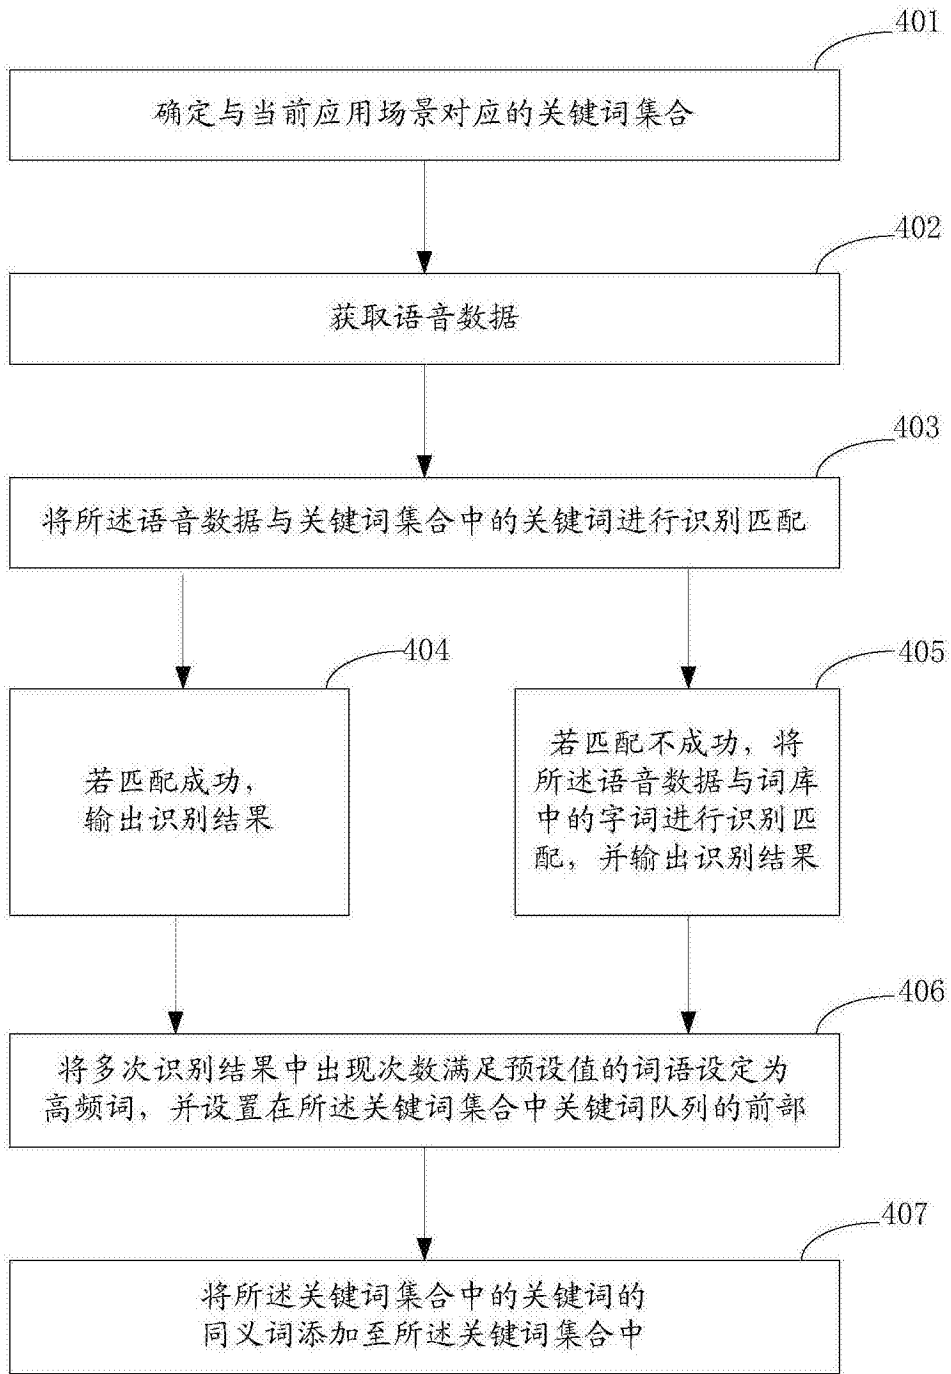 401
确定与当前应用场景对应的关键词集合
402
获取语音数据
403
将所述语音数据与关键词集合中的关键词进行识别匹配
404
若匹配成功，
输出识别结果
405
若匹配不成功，将
所述语音数据与词库
中的字词进行识别匹
配，并输出识别结果
406
将多次识别结果中出现次数满足预设值的词语设定为
高频词，并设置在所述关键词集合中关键词队列的前部
407
将所述关键词集合中的关键词的
同义词添加至所述关键词集合中